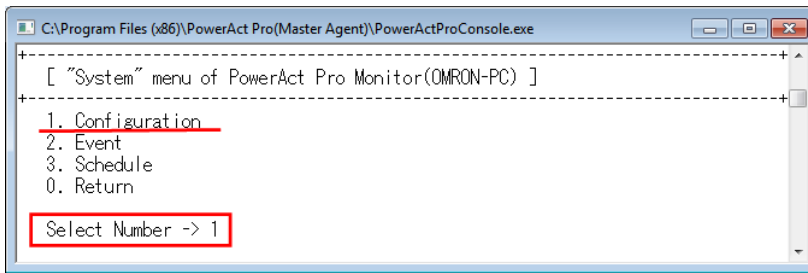 C:\Program Files (x86)\PowerAct Pro(Master Agent)\PowerActProConsole.exe
+------------------------------------------------------------------------------+
[ "System" menu of PowerAct Pro Monitor(OMRON-PC) ]
+------------------------------------------------------------------------------+
1. Configuration
2. Event
3. Schedule
0. Return
Select Number -> 1